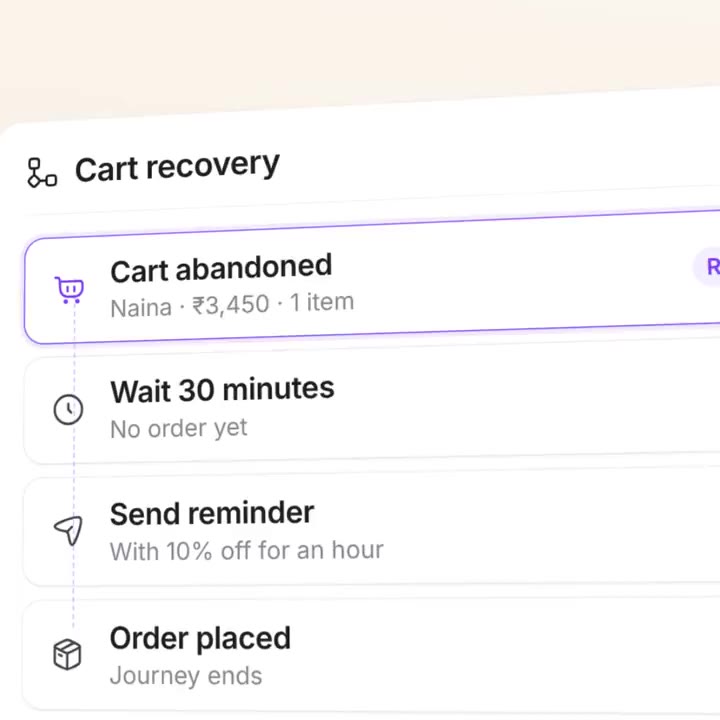 Cart recovery
Cart abandoned
Naina · ₹3,450 · 1 item
Wait 30 minutes
No order yet
Send reminder
With 10% off for an hour
Order placed
Journey ends